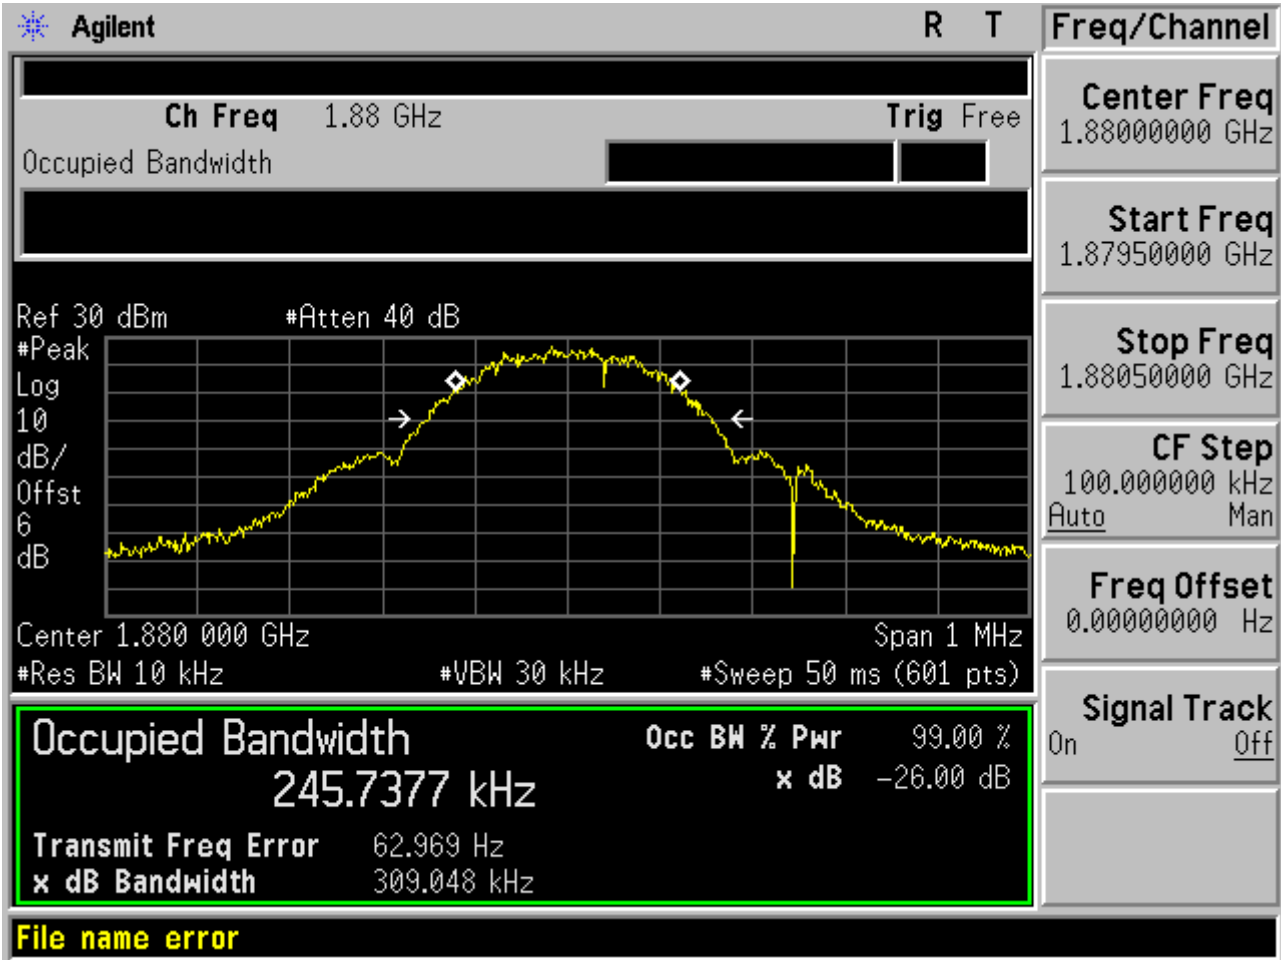 Agilent R T
Ch Freq 1.88 GHz Trig Free
Occupied Bandwidth
Ref 30 dBm #Atten 40 dB
#Peak
Log
10
dB/
Offst
6
dB
Center 1.880 000 GHz Span 1 MHz
#Res BW 10 kHz #VBW 30 kHz #Sweep 50 ms (601 pts)
Occupied Bandwidth
245.7377 kHz
Occ BW % Pwr 99.00 %
x dB -26.00 dB
Transmit Freq Error 62.969 Hz
x dB Bandwidth 309.048 kHz
File name error
Freq/Channel
Center Freq
1.88000000 GHz
Start Freq
1.87950000 GHz
Stop Freq
1.88050000 GHz
CF Step
100.000000 kHz
Auto Man
Freq Offset
0.00000000 Hz
Signal Track
On Off